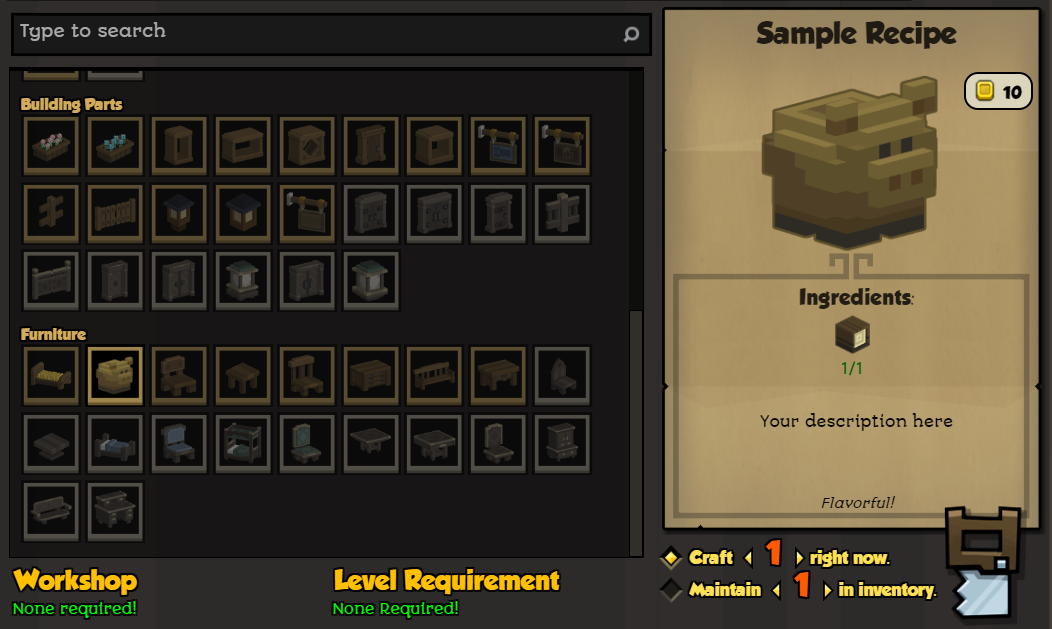 Type to search
Building Parts
Furniture
Workshop
None required!
Level Requirement
None Required!
Sample Recipe
10
Ingredients:
1/1
Your description here
Flavorful!
Craft 1 right now.
Maintain 1 in inventory.